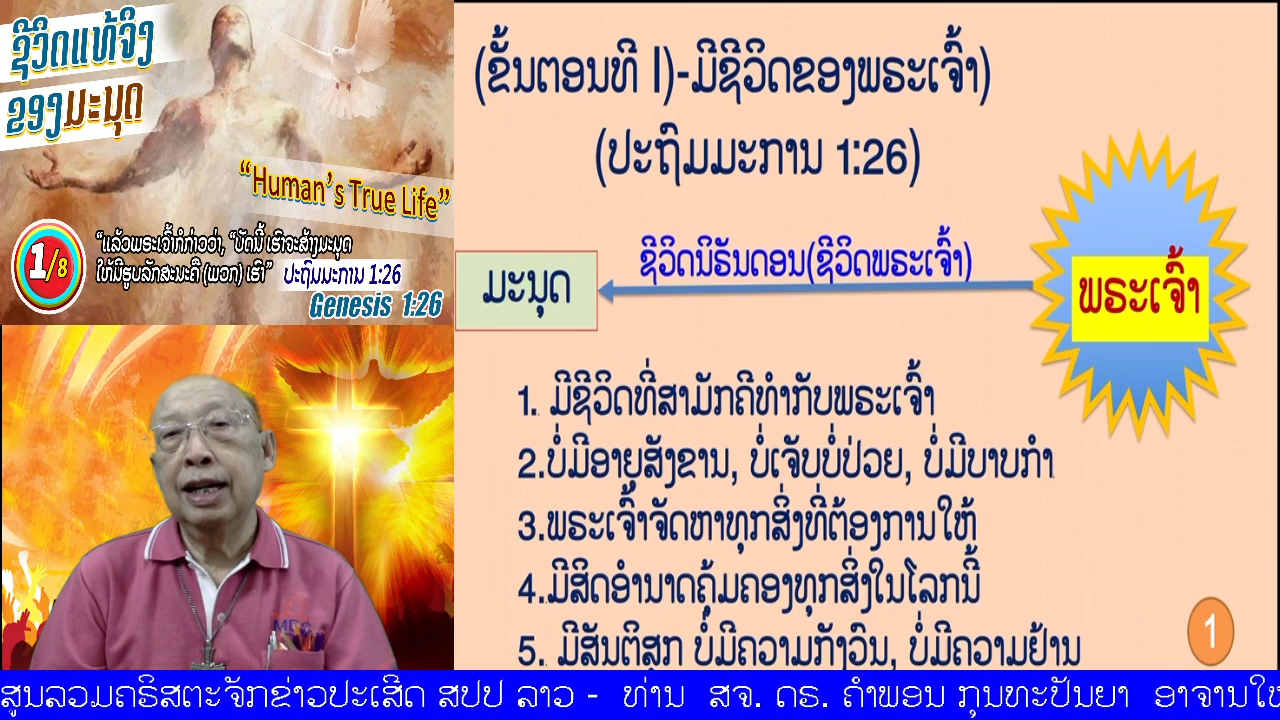 ຊີວິດແທ້ຈິງ
ຂອງມະນຸດ
“Human’s True Life”
1/8
“ແລ້ວພຣະເຈົ້າກໍກ່າວວ່າ, “ບັດນີ້ ເຮົາຈະສ້າງມະນຸດ
ໃຫ້ມີຮູບລັກສະນະຄື (ພວກ) ເຮົາ” ປະຖົມມະການ 1:26
Genesis 1:26
(ຂັ້ນຕອນທີ I)-ມີຊີວິດຂອງພຣະເຈົ້າ)
(ປະຖົມມະການ 1:26)
ຊີວິດນິຣັນດອນ(ຊີວິດພຣະເຈົ້າ)
ມະນຸດ
ພຣະເຈົ້າ
1. ມີຊີວິດທີ່ສາມັກຄີທຳກັບພຣະເຈົ້າ
2.ບໍ່ມີອາຍຸສັງຂານ, ບໍ່ເຈັບບໍ່ປ່ວຍ, ບໍ່ມີບາບກຳ
3.ພຣະເຈົ້າຈັດຫາທຸກສິ່ງທີ່ຕ້ອງການໃຫ້
4.ມີສິດອຳນາດຄຸ້ມຄອງທຸກສິ່ງໃນໂລກນີ້
5. ມີສັນຕິສຸກ ບໍ່ມີຄວາມກັງວົນ, ບໍ່ມີຄວາມຢ້ານ
1
ສູນລວມຄຣິສຕະຈັກຂ່າວປະເສີດ ສປປ ລາວ - ທ່ານ ສຈ. ດຣ. ຄຳພອນ ກຸນທະປັນຍາ ອາຈານໃຫ